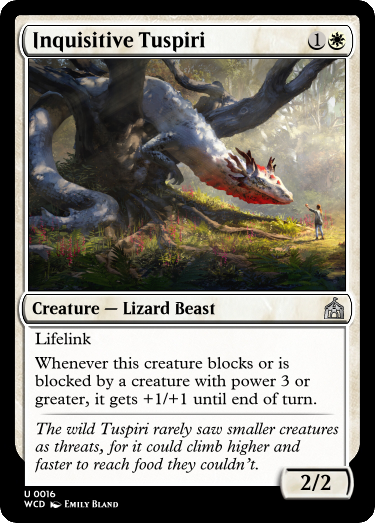 Inquisitive Tuspiri 1
Creature — Lizard Beast
Lifelink
Whenever this creature blocks or is
blocked by a creature with power 3 or
greater, it gets +1/+1 until end of turn.
The wild Tuspiri rarely saw smaller creatures
as threats, for it could climb higher and
faster to reach food they couldn't.
2/2
U 0016
WCD EMILY BLAND